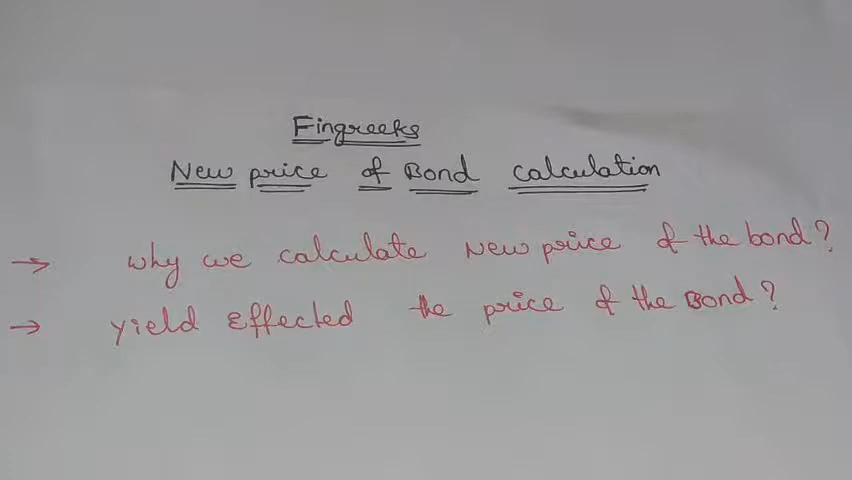 Fingreeks
New price of Bond calculation
→ why we calculate New price of the bond?
→ yield Effected the price of the Bond?